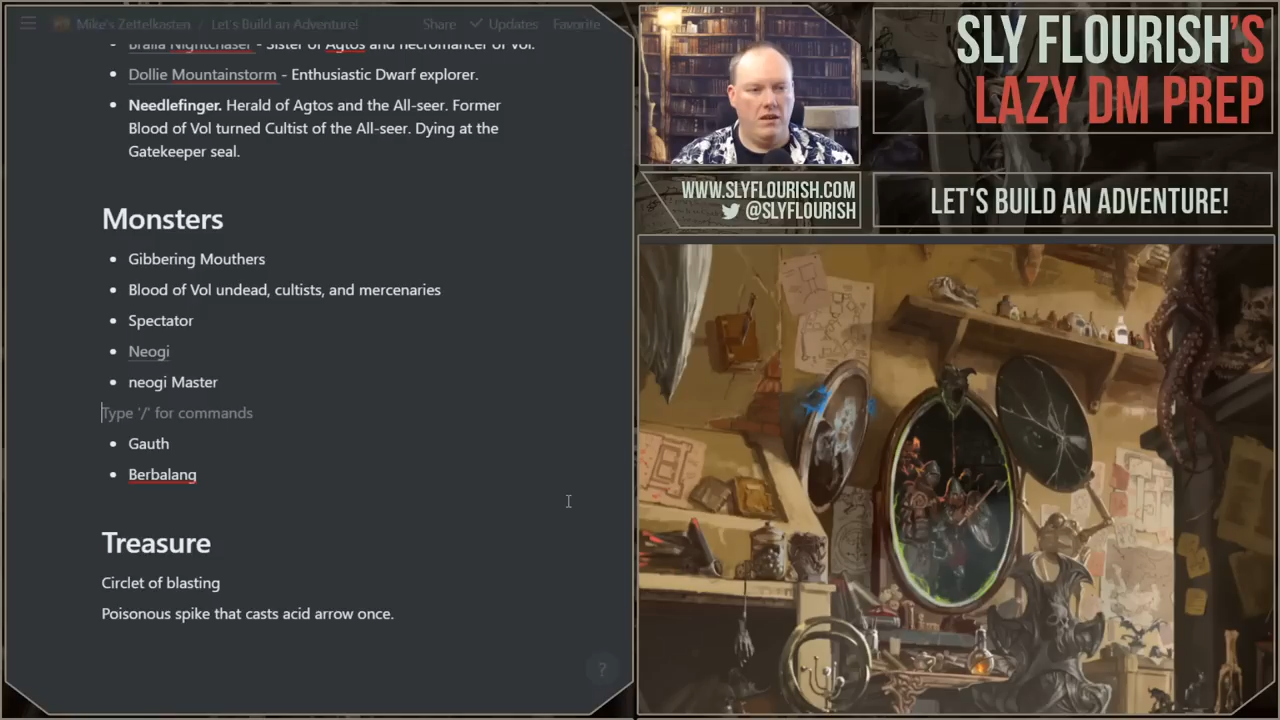 Mike's Zettelkasten / Let's Build an Adventure!
Share
Updates
Favorite
Braila Nightchaser - Sister of Agtos and necromancer of Vol.
Dollie Mountainstorm - Enthusiastic Dwarf explorer.
Needlefinger. Herald of Agtos and the All-seer. Former
Blood of Vol turned Cultist of the All-seer. Dying at the
Gatekeeper seal.
Monsters
Gibbering Mouthers
Blood of Vol undead, cultists, and mercenaries
Spectator
Neogi
neogi Master
Type '/' for commands
Gauth
Berbalang
Treasure
Circlet of blasting
Poisonous spike that casts acid arrow once.
?
SLY FLOURISH'S
LAZY DM PREP
WWW.SLYFLOURISH.COM
@SLYFLOURISH
LET'S BUILD AN ADVENTURE!